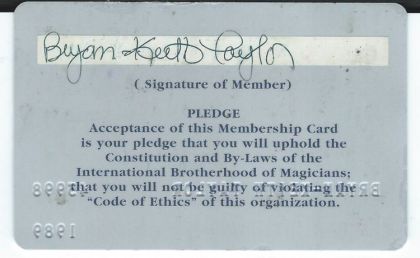 Bryan Keith Taylor
( Signature of Member)
PLEDGE
Acceptance of this Membership Card
is your pledge that you will uphold the
Constitution and By-Laws of the
International Brotherhood of Magicians;
that you will not be guilty of violating the
“Code of Ethics” of this organization.
1989